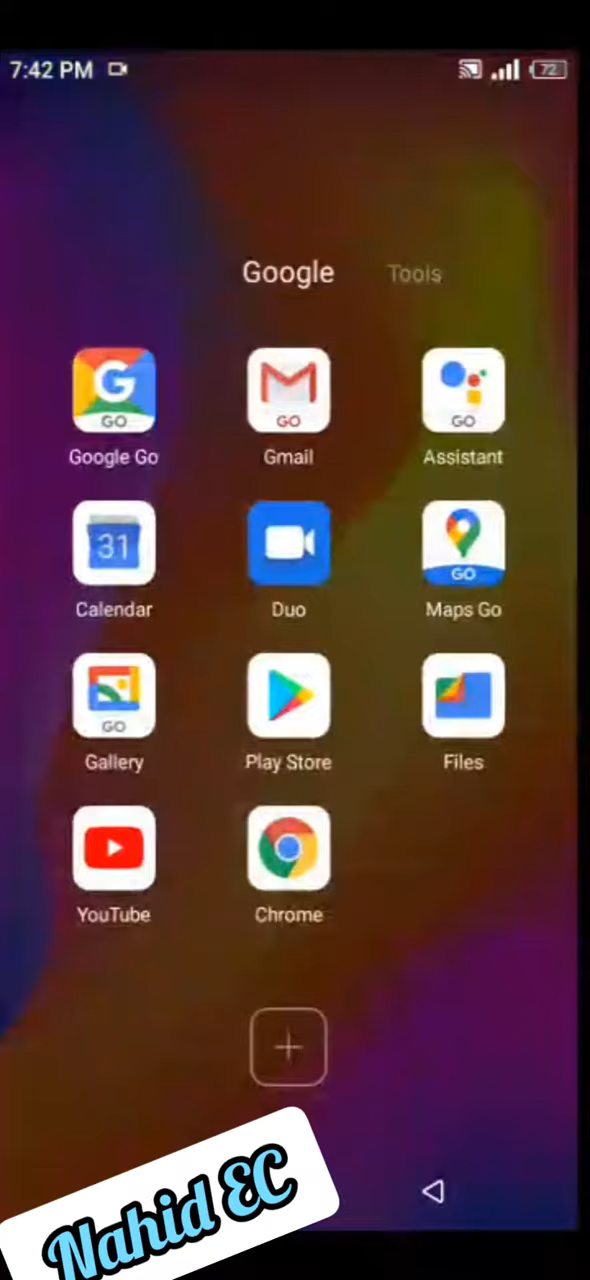 7:42 PM 72
Google Tools
GO GO GO
Google Go Gmail Assistant
31 GO
Calendar Duo Maps Go
GO
Gallery Play Store Files
YouTube Chrome
Nahid EC